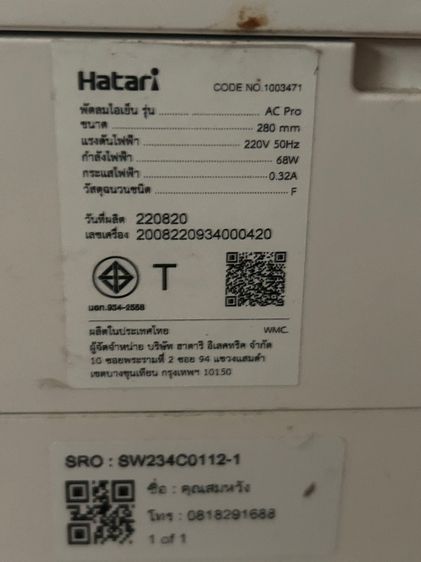 Hatari CODE NO.1003471
พัดลมไอเย็น รุ่น AC Pro
ขนาด 280 mm
แรงดันไฟฟ้า 220V 50Hz
กำลังไฟฟ้า 68W
กระแสไฟฟ้า 0.32A
วัสดุฉนวนชนิด F
วันที่ผลิต 220820
เลขเครื่อง 2008220934000420
T
มอก.934-2558
ผลิตในประเทศไทย WMC.
ผู้จัดจำหน่าย บริษัท ฮาตาริ อิเลคทริค จำกัด
10 ซอยพระรามที่ 2 ซอย 94 แขวงแสมดำ
เขตบางขุนเทียน กรุงเทพฯ 10150
SRO : SW234C0112-1
ชื่อ : คุณสมหวัง
โทร : 0818291688
1 of 1